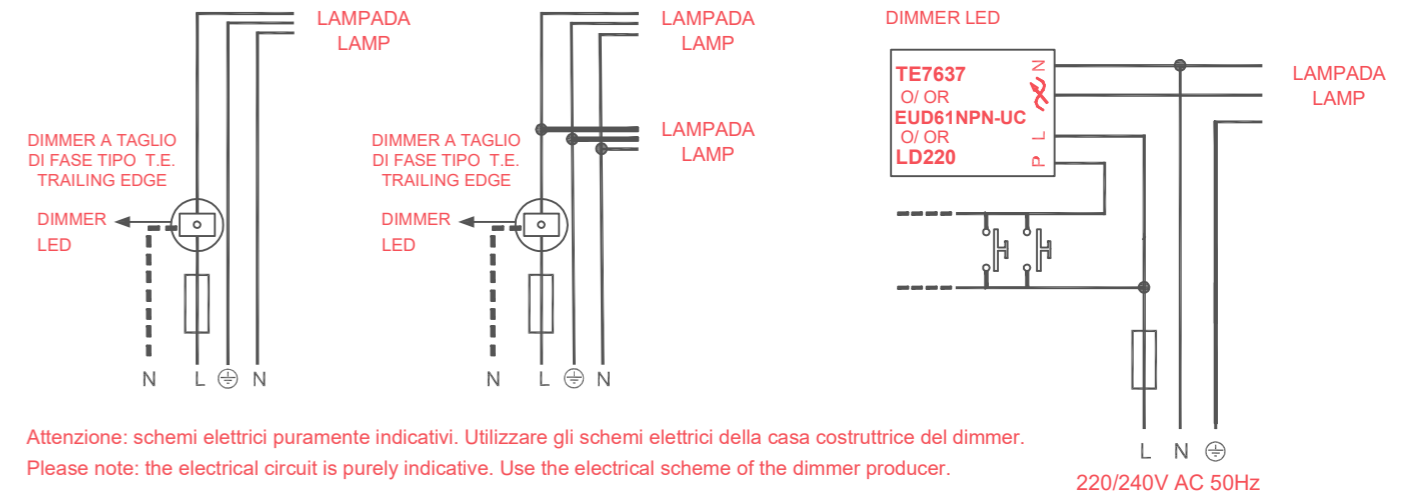 LAMPADA
LAMP
DIMMER A TAGLIO
DI FASE TIPO T.E.
TRAILING EDGE
DIMMER
LED
N L N
LAMPADA
LAMP
LAMPADA
LAMP
DIMMER A TAGLIO
DI FASE TIPO T.E.
TRAILING EDGE
DIMMER
LED
N L N
DIMMER LED
TE7637
O/ OR
EUD61NPN-UC
O/ OR
LD220
N
L
P
LAMPADA
LAMP
L N
220/240V AC 50Hz
Attenzione: schemi elettrici puramente indicativi. Utilizzare gli schemi elettrici della casa costruttrice del dimmer.
Please note: the electrical circuit is purely indicative. Use the electrical scheme of the dimmer producer.